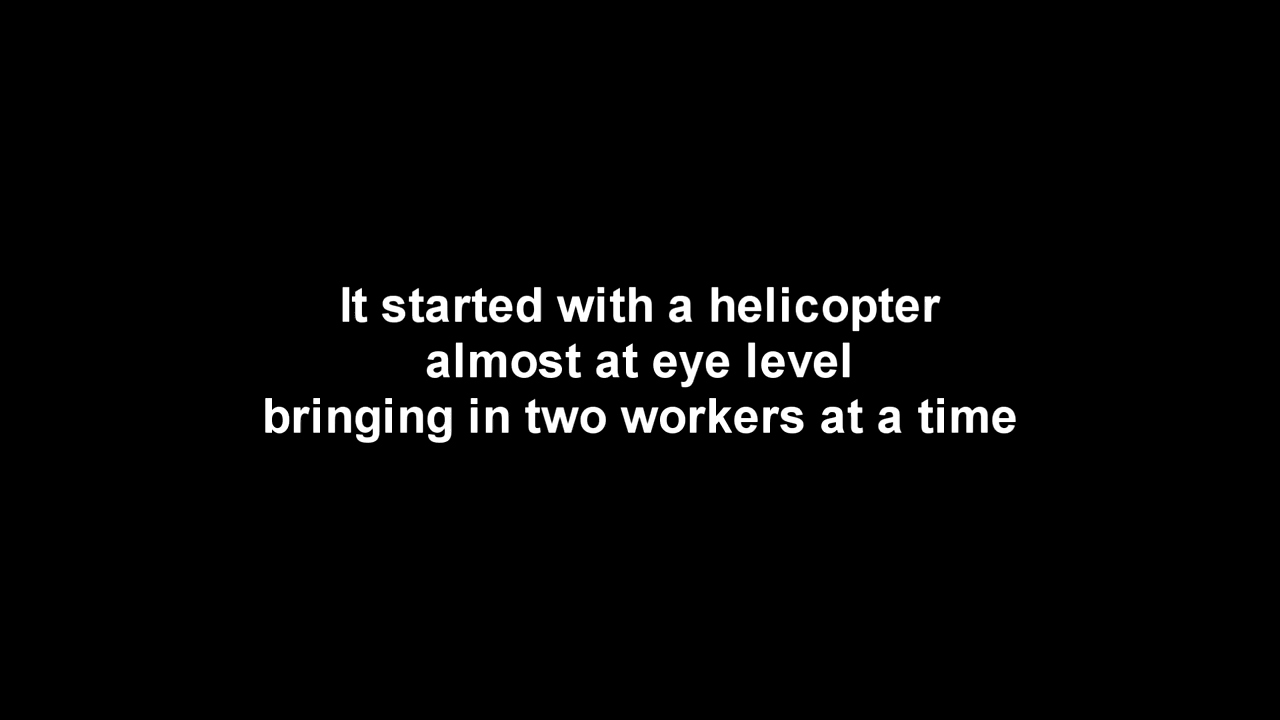 It started with a helicopter
almost at eye level
bringing in two workers at a time